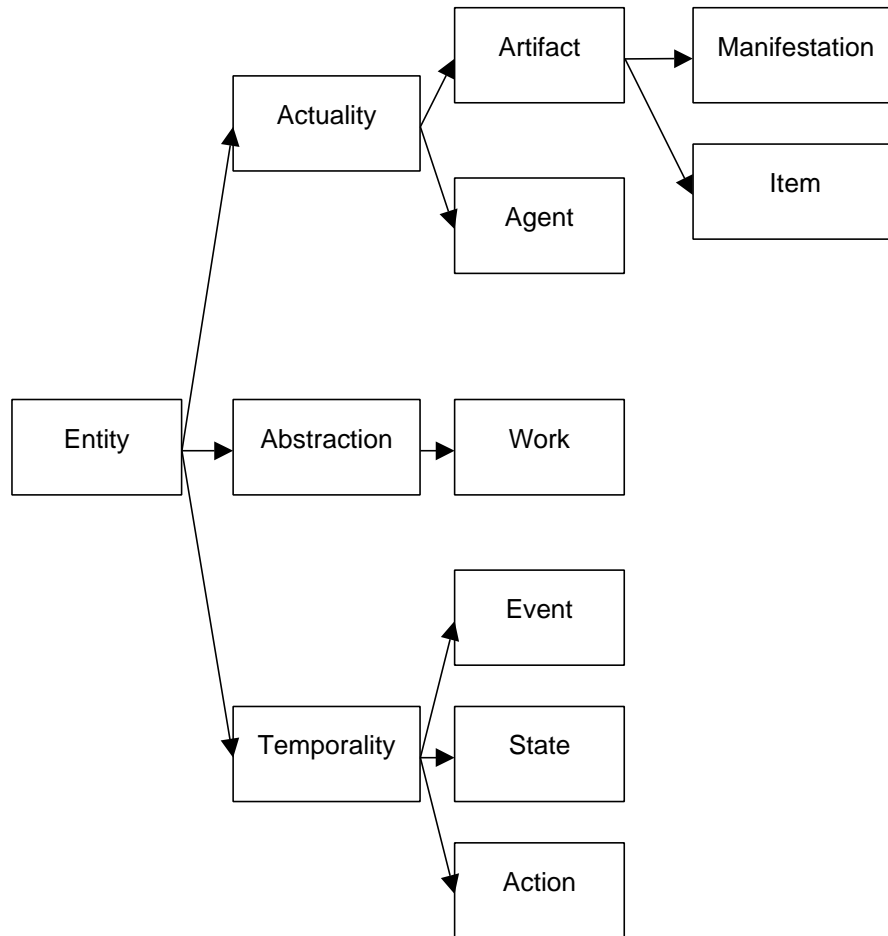 Artifact
Manifestation
Actuality
Item
Agent
Entity
Abstraction
Work
Event
Temporality
State
Action